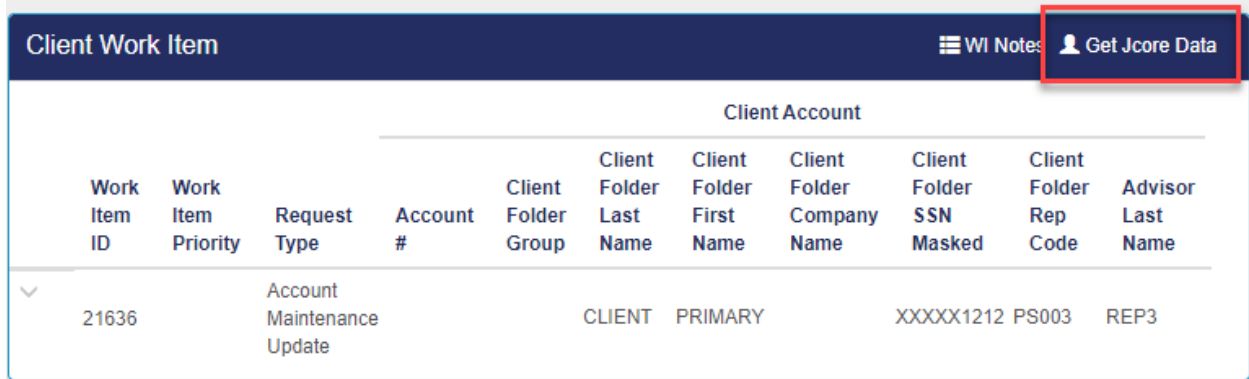 Client Work Item WI Notes Get Jcore Data
Client Account
Work Item ID
Work Item Priority
Request Type
Account #
Client Folder Group
Client Folder Last Name
Client Folder First Name
Client Folder Company Name
Client Folder SSN Masked
Client Folder Rep Code
Advisor Last Name
21636
Account Maintenance Update
CLIENT
PRIMARY
XXXXX1212
PS003
REP3